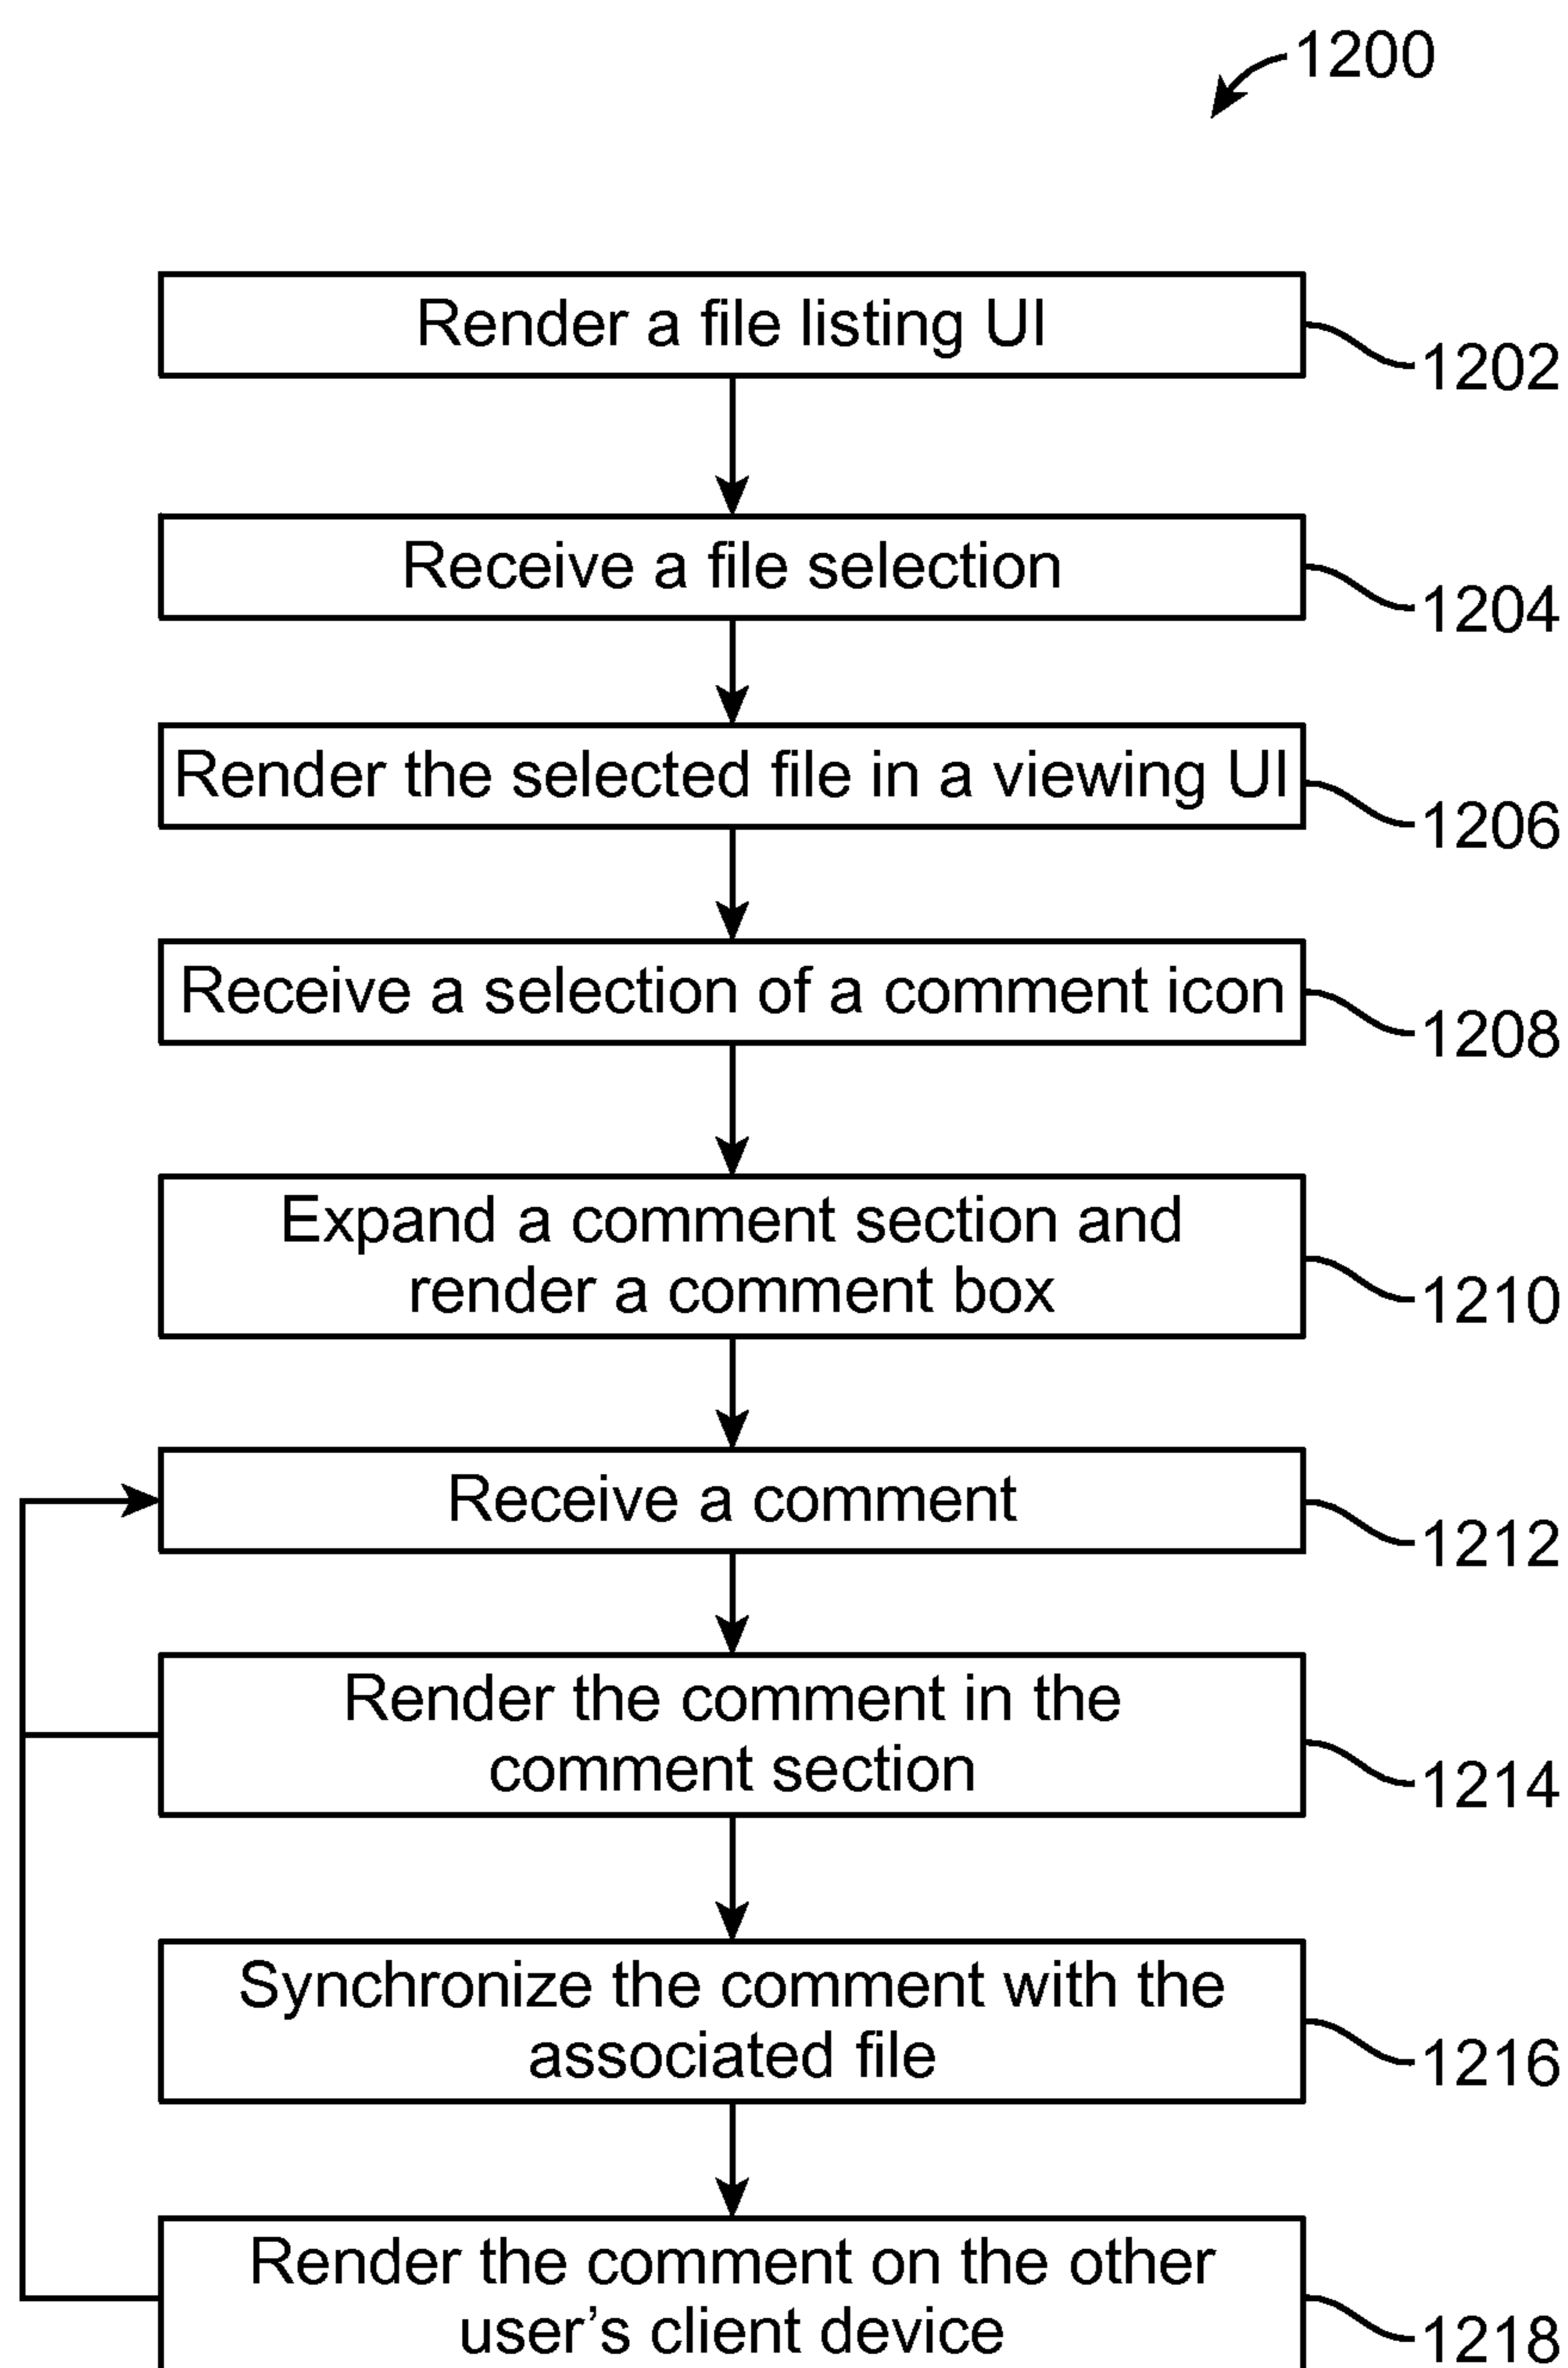 1200
Render a file listing UI
1202
Receive a file selection
1204
Render the selected file in a viewing UI
1206
Receive a selection of a comment icon
1208
Expand a comment section and
render a comment box
1210
Receive a comment
1212
Render the comment in the
comment section
1214
Synchronize the comment with the
associated file
1216
Render the comment on the other
user's client device
1218